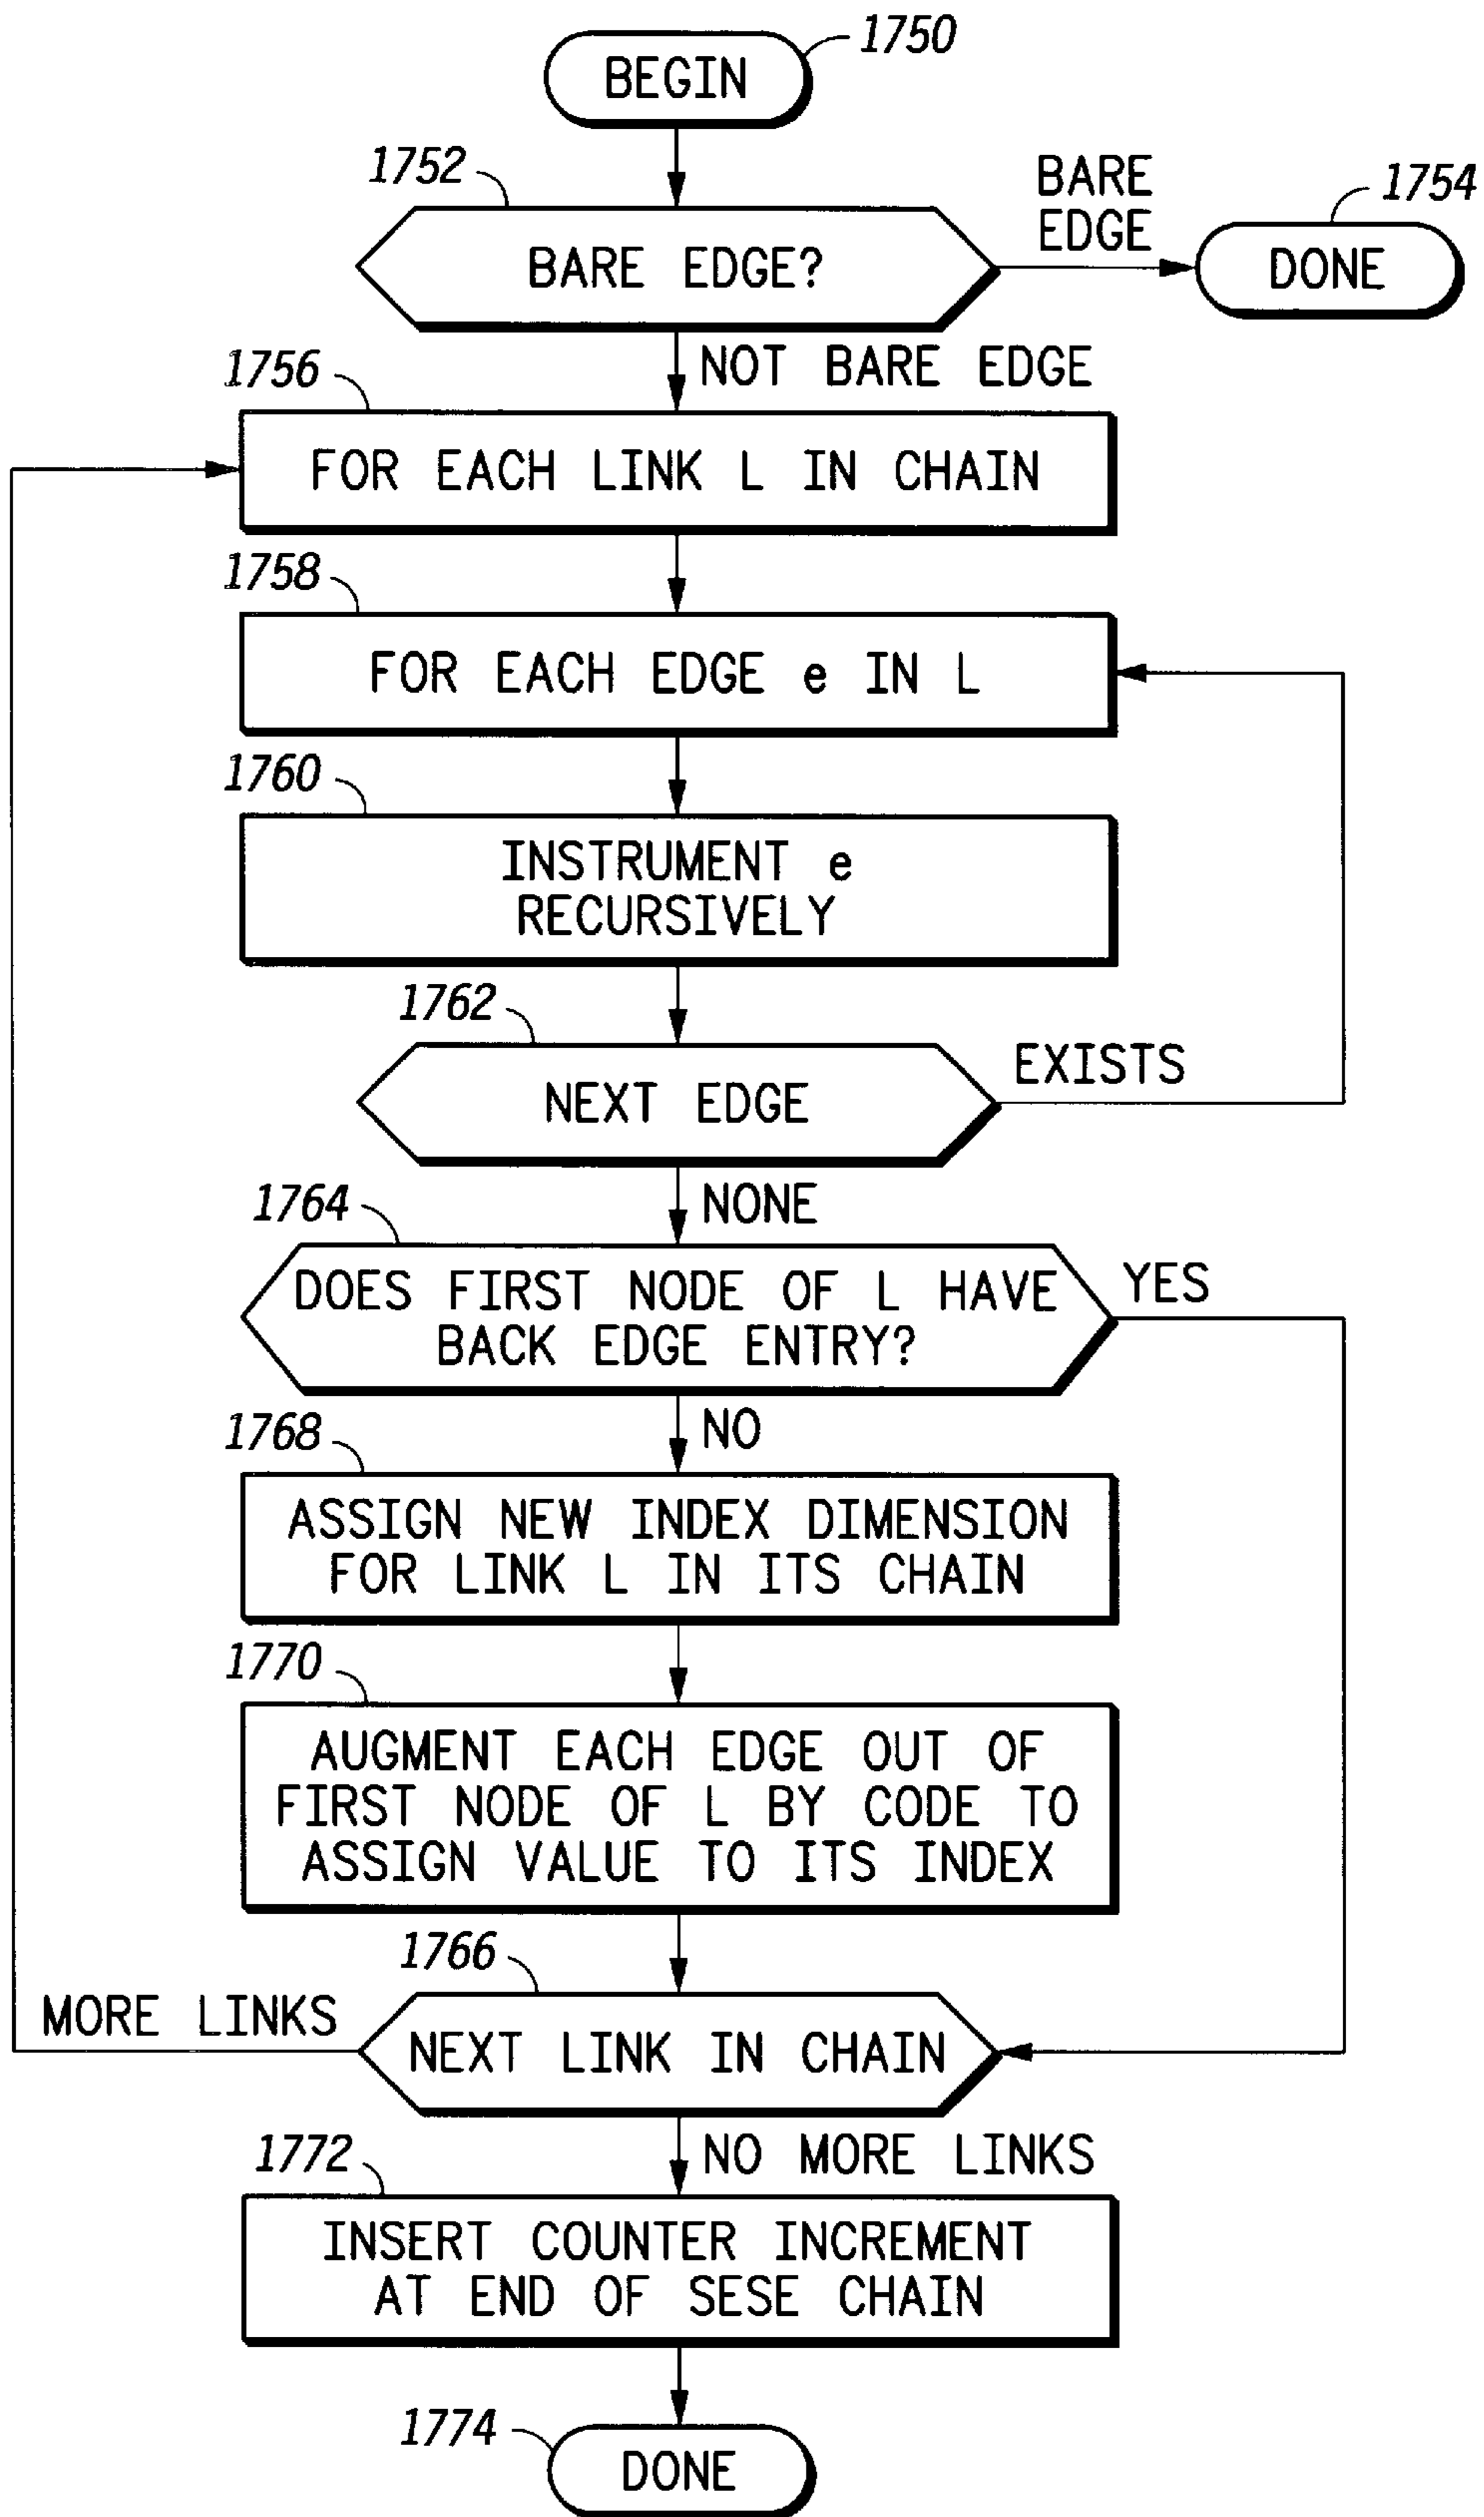 1750
BEGIN
1752
BARE
EDGE
1754
BARE EDGE?
DONE
NOT BARE EDGE
1756
FOR EACH LINK L IN CHAIN
1758
FOR EACH EDGE e IN L
1760
INSTRUMENT e
RECURSIVELY
1762
EXISTS
NEXT EDGE
NONE
1764
DOES FIRST NODE OF L HAVE
BACK EDGE ENTRY?
YES
NO
1768
ASSIGN NEW INDEX DIMENSION
FOR LINK L IN ITS CHAIN
1770
AUGMENT EACH EDGE OUT OF
FIRST NODE OF L BY CODE TO
ASSIGN VALUE TO ITS INDEX
1766
MORE LINKS
NEXT LINK IN CHAIN
NO MORE LINKS
1772
INSERT COUNTER INCREMENT
AT END OF SESE CHAIN
1774
DONE